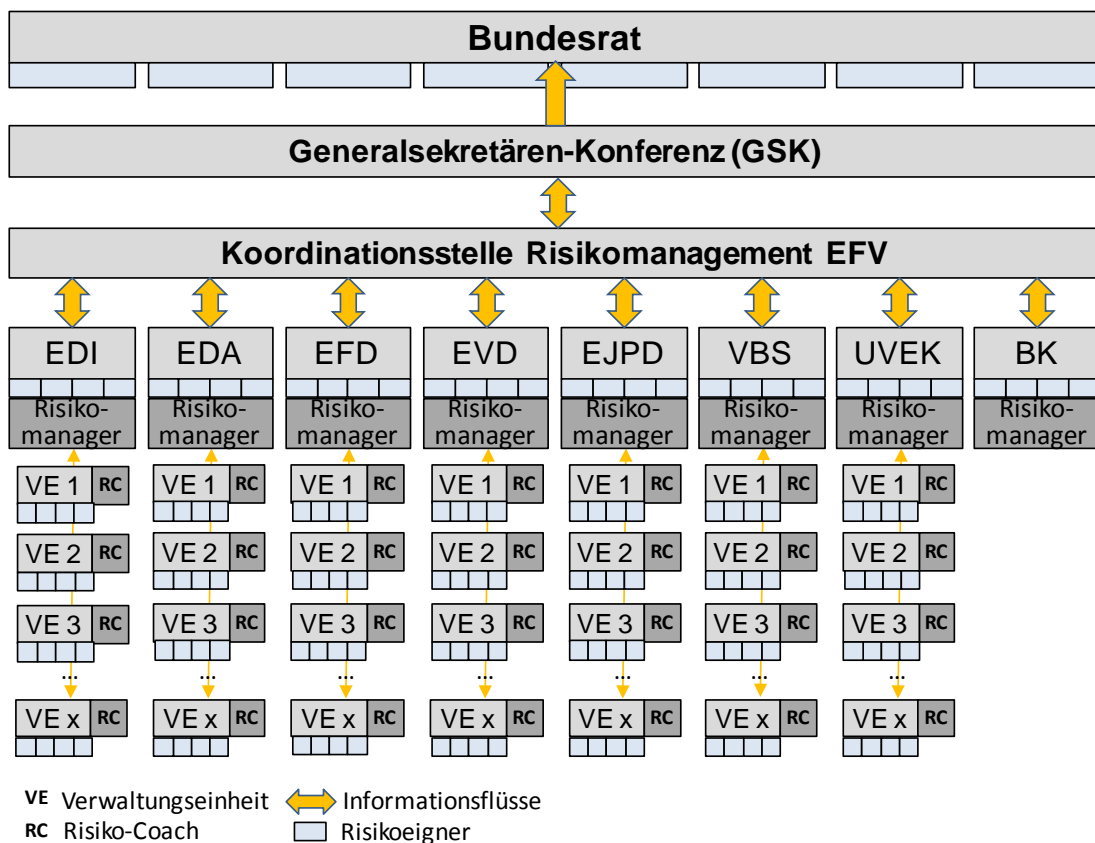 Bundesrat
Generalsekretären-Konferenz (GSK)
Koordinationsstelle Risikomanagement EFV
EDI EDA EFD EVD EJPD VBS UVEK BK
Risiko- Risiko- Risiko- Risiko- Risiko- Risiko- Risiko- Risiko-
manager manager manager manager manager manager manager manager
VE 1 RC VE 1 RC VE 1 RC VE 1 RC VE 1 RC VE 1 RC VE 1 RC
VE 2 RC VE 2 RC VE 2 RC VE 2 RC VE 2 RC VE 2 RC VE 2 RC
VE 3 RC VE 3 RC VE 3 RC VE 3 RC VE 3 RC VE 3 RC VE 3 RC
... ... ... ... ... ... ...
VE x RC VE x RC VE x RC VE x RC VE x RC VE x RC VE x RC
VE Verwaltungseinheit Informationsflüsse
RC Risiko-Coach Risikoeigner